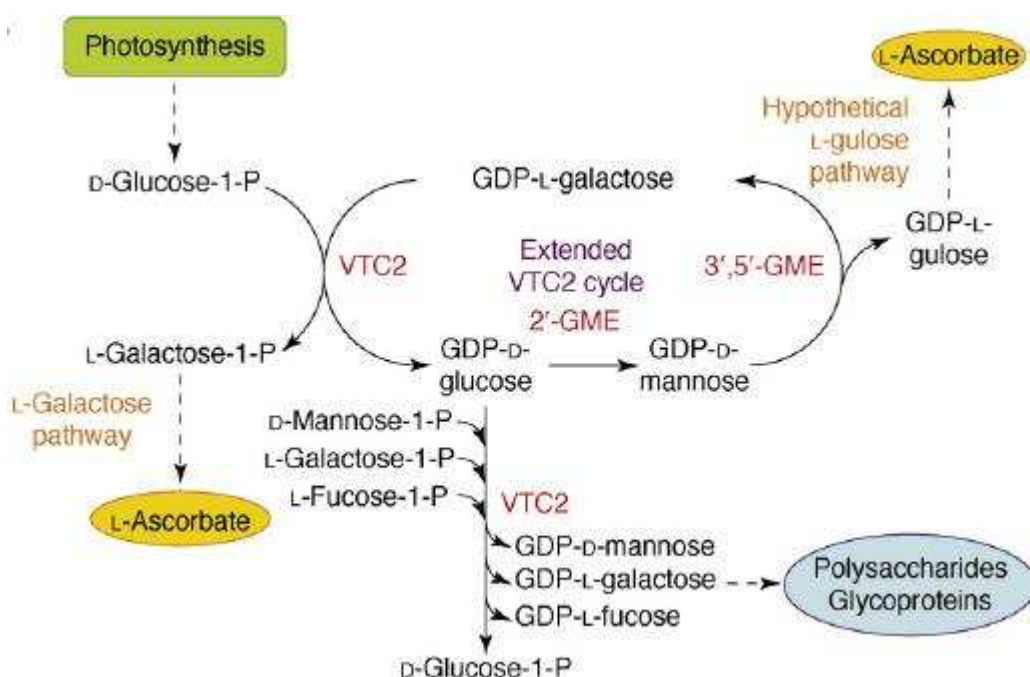 Photosynthesis
L-Ascorbate
Hypothetical
L-gulose
pathway
D-Glucose-1-P
GDP-L-galactose
GDP-L-
gulose
VTC2
Extended
VTC2 cycle
3′,5′-GME
2′-GME
L-Galactose-1-P
GDP-D-
glucose
GDP-D-
mannose
L-Galactose
pathway
D-Mannose-1-P
L-Galactose-1-P
L-Fucose-1-P
VTC2
L-Ascorbate
GDP-D-mannose
GDP-L-galactose
GDP-L-fucose
Polysaccharides
Glycoproteins
D-Glucose-1-P